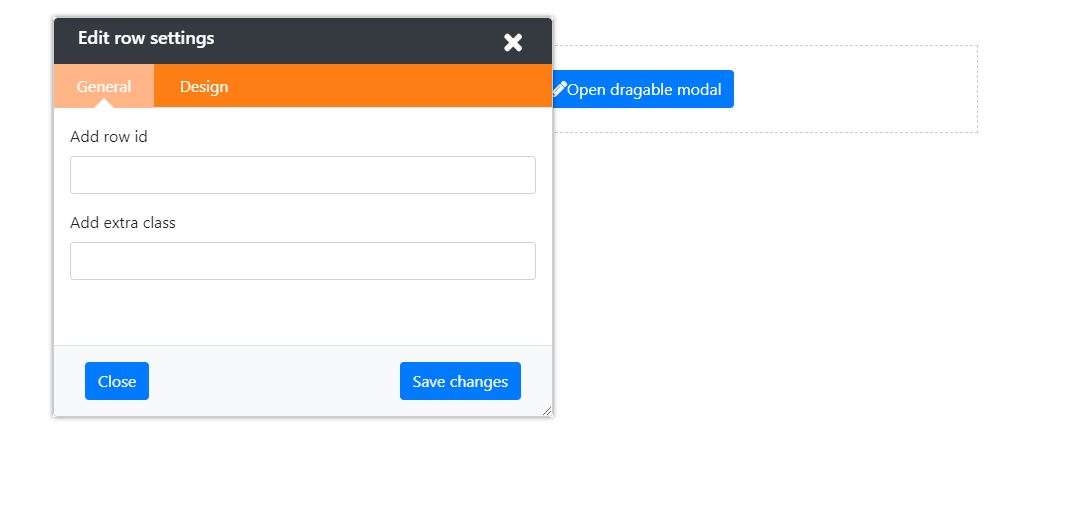 Edit row settings
General
Design
Open dragable modal
Add row id
Add extra class
Close
Save changes